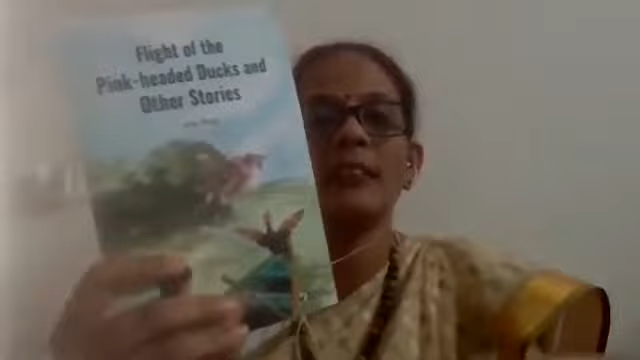 Flight of the
Pink-headed Ducks and
Other Stories